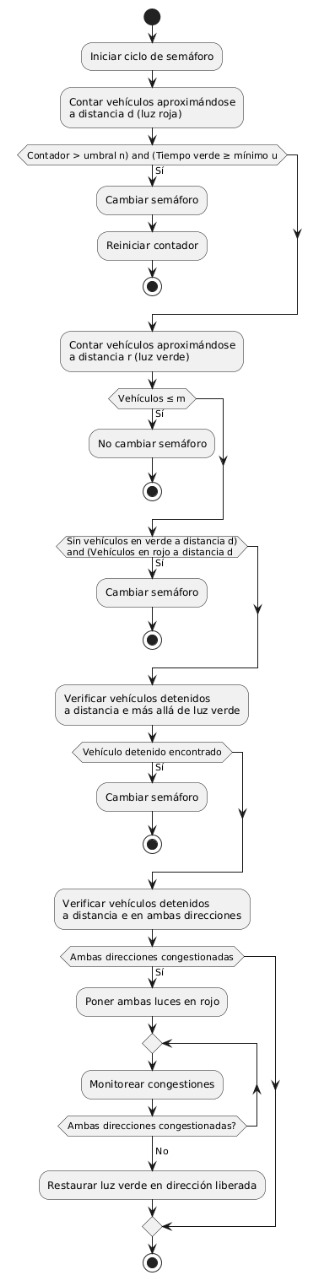 Iniciar ciclo de semáforo
Contar vehículos aproximándose
a distancia d (luz roja)
Contador > umbral n) and (Tiempo verde ≥ mínimo u
Sí
Cambiar semáforo
Reiniciar contador
Contar vehículos aproximándose
a distancia r (luz verde)
Vehículos ≤ m
Sí
No cambiar semáforo
Sin vehículos en verde a distancia d)
and (Vehículos en rojo a distancia d
Sí
Cambiar semáforo
Verificar vehículos detenidos
a distancia e más allá de luz verde
Vehículo detenido encontrado
Sí
Cambiar semáforo
Verificar vehículos detenidos
a distancia e en ambas direcciones
Ambas direcciones congestionadas
Sí
Poner ambas luces en rojo
Monitorear congestiones
Ambas direcciones congestionadas?
No
Restaurar luz verde en dirección liberada